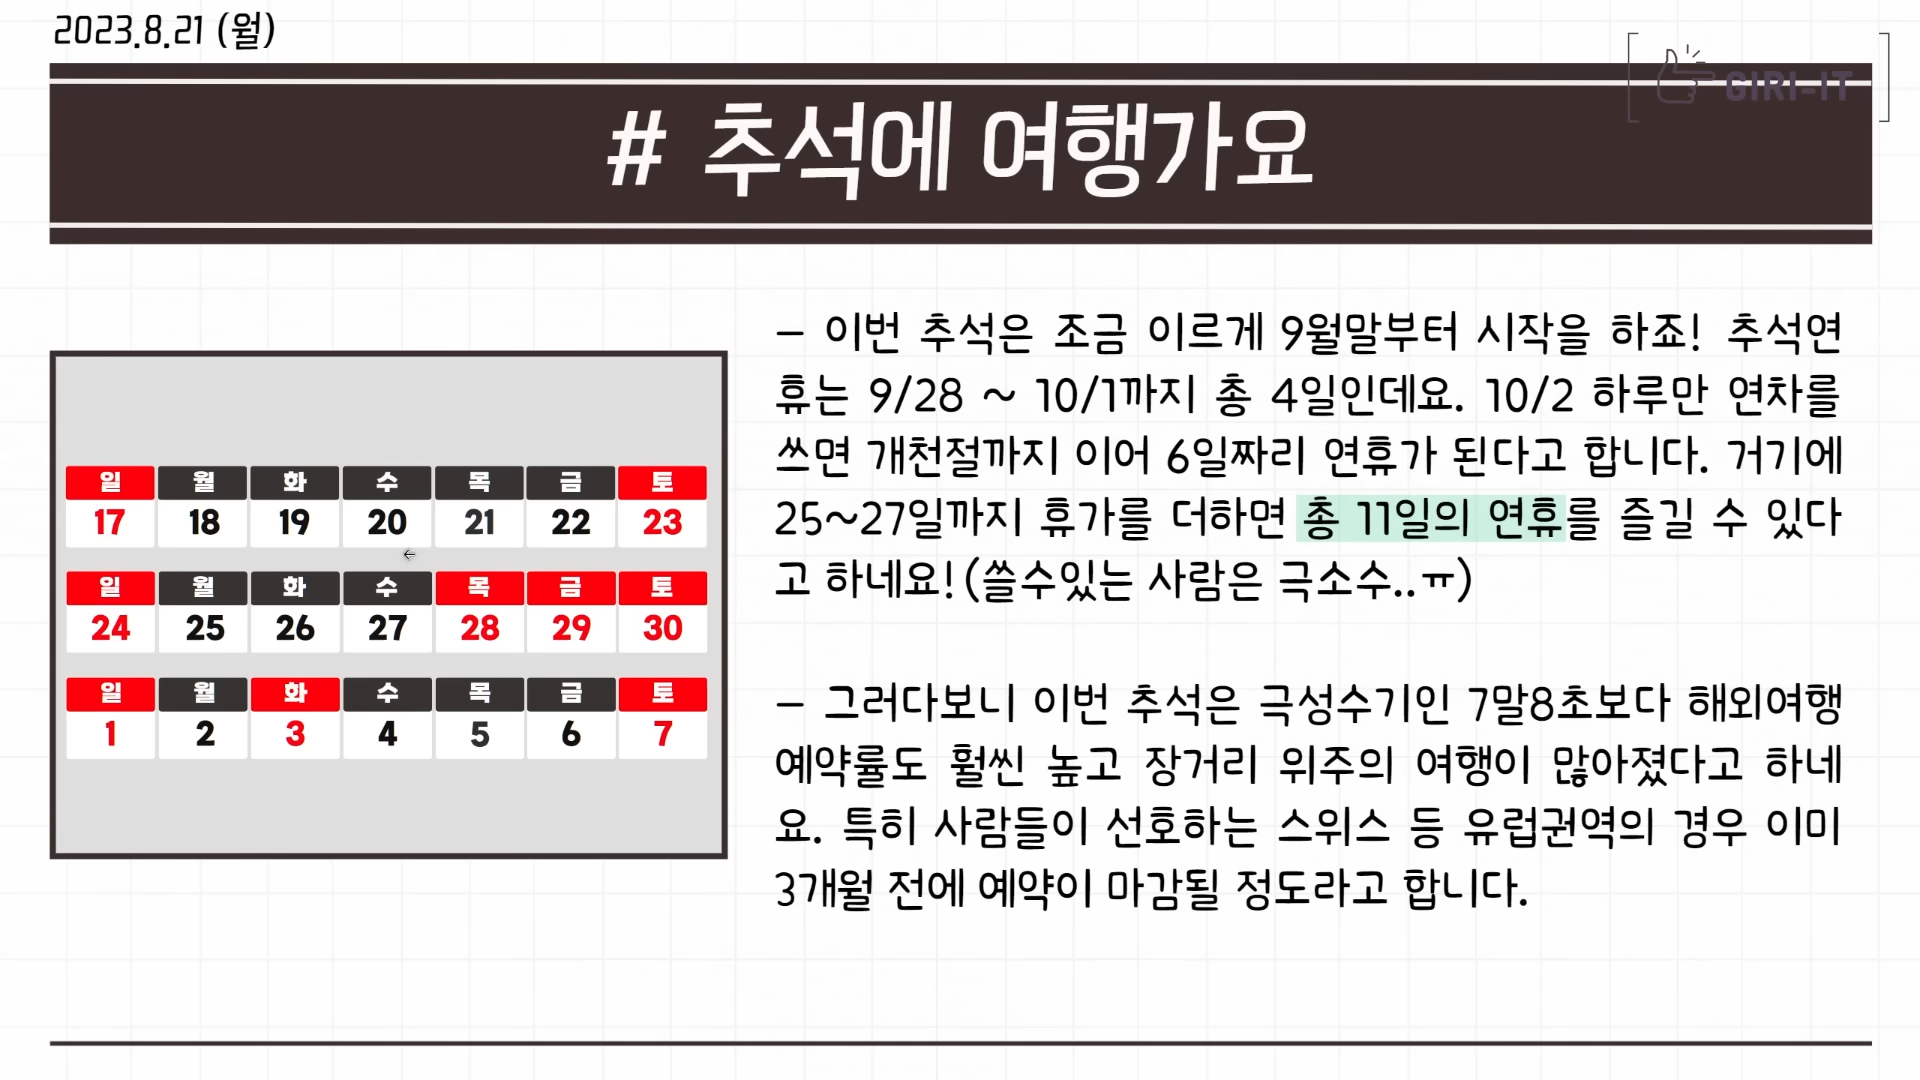 2023.8.21 (월)
GIRI-IT
# 추석에 여행가요
일 월 화 수 목 금 토
17 18 19 20 21 22 23
일 월 화 수 목 금 토
24 25 26 27 28 29 30
일 월 화 수 목 금 토
1 2 3 4 5 6 7
- 이번 추석은 조금 이르게 9월말부터 시작을 하죠! 추석연
휴는 9/28 ~ 10/1까지 총 4일인데요. 10/2 하루만 연차를
쓰면 개천절까지 이어 6일짜리 연휴가 된다고 합니다. 거기에
25~27일까지 휴가를 더하면 총 11일의 연휴를 즐길 수 있다
고 하네요! (쓸수있는 사람은 극소수..ㅠ)
- 그러다보니 이번 추석은 극성수기인 7말8초보다 해외여행
예약률도 훨씬 높고 장거리 위주의 여행이 많아졌다고 하네
요. 특히 사람들이 선호하는 스위스 등 유럽권역의 경우 이미
3개월 전에 예약이 마감될 정도라고 합니다.